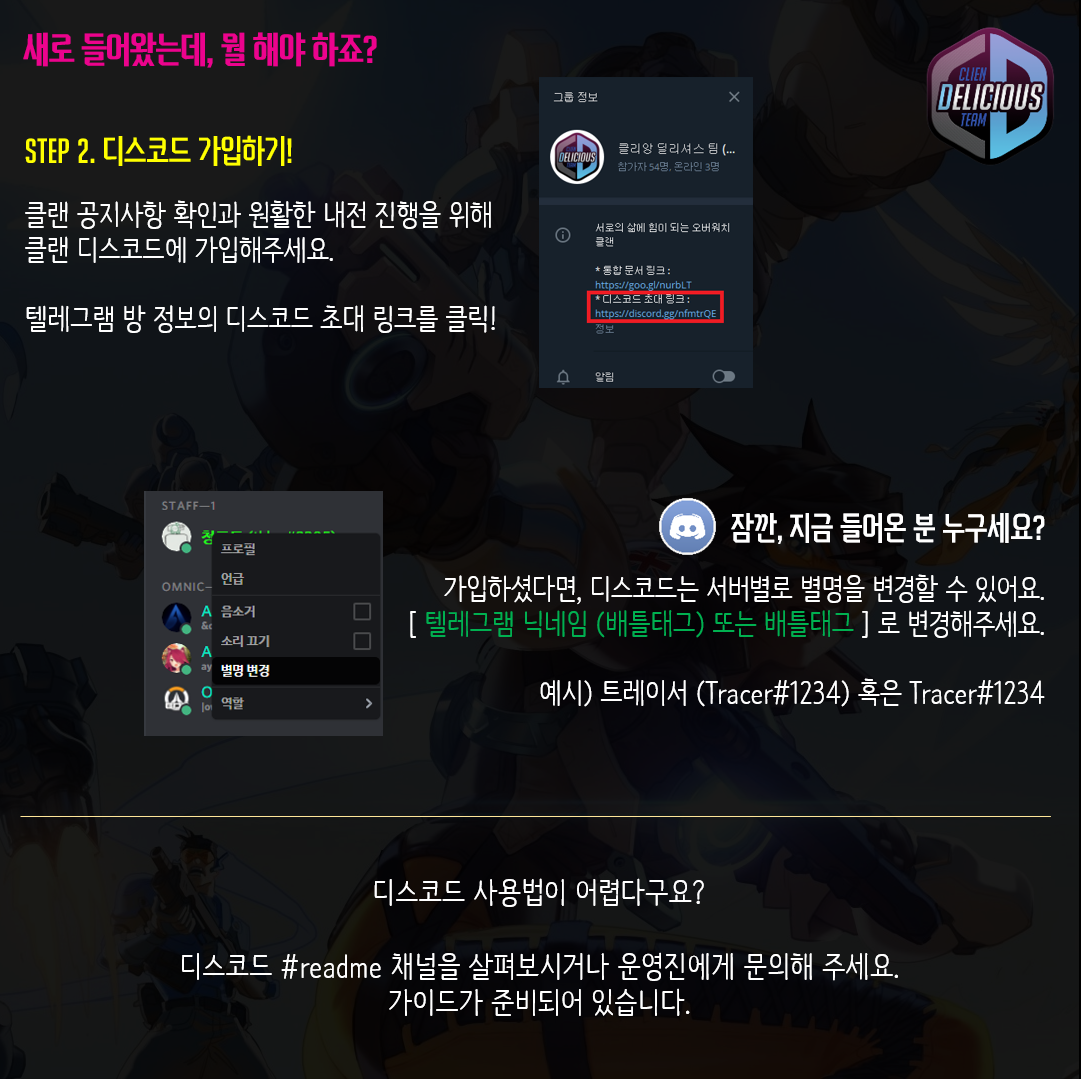 새로 들어왔는데, 뭘 해야 하죠?
CLIEN
DELICIOUS
TEAM
STEP 2. 디스코드 가입하기!
클랜 공지사항 확인과 원활한 내전 진행을 위해
클랜 디스코드에 가입해주세요.
텔레그램 방 정보의 디스코드 초대 링크를 클릭!
그룹 정보
DELICIOUS
클리앙 딜리셔스 팀 (...
참가자 54명, 온라인 3명
서로의 삶에 힘이 되는 오버워치
클랜
* 통합 문서 링크 :
https://goo.gl/nurbLT
* 디스코드 초대 링크 :
https://discord.gg/nfmtrQE
정보
알림
STAFF—1
프로필
언급
OMNIC—
음소거
소리 끄기
별명 변경
역할
잠깐, 지금 들어온 분 누구세요?
가입하셨다면, 디스코드는 서버별로 별명을 변경할 수 있어요.
[ 텔레그램 닉네임 (배틀태그) 또는 배틀태그 ] 로 변경해주세요.
예시) 트레이서 (Tracer#1234) 혹은 Tracer#1234
디스코드 사용법이 어렵다구요?
디스코드 #readme 채널을 살펴보시거나 운영진에게 문의해 주세요.
가이드가 준비되어 있습니다.